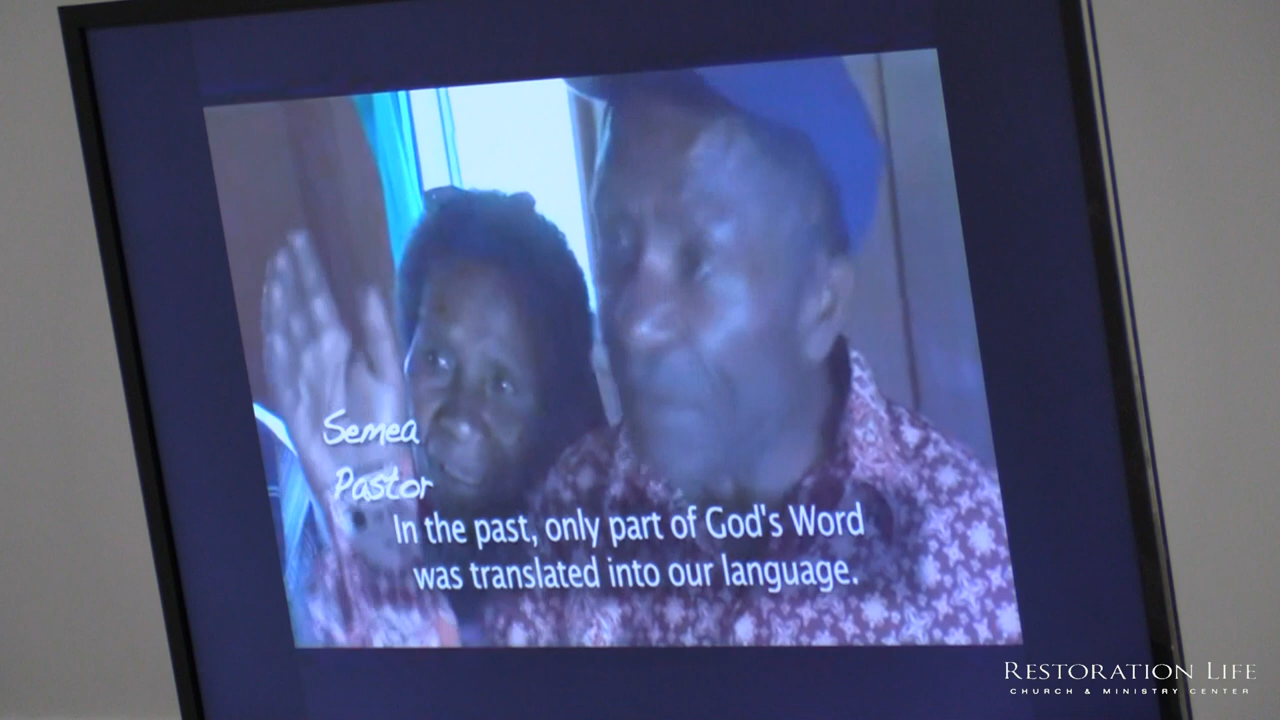 Semea
Pastor
In the past, only part of God's Word
was translated into our language.
RESTORATION LIFE
CHURCH & MINISTRY CENTER